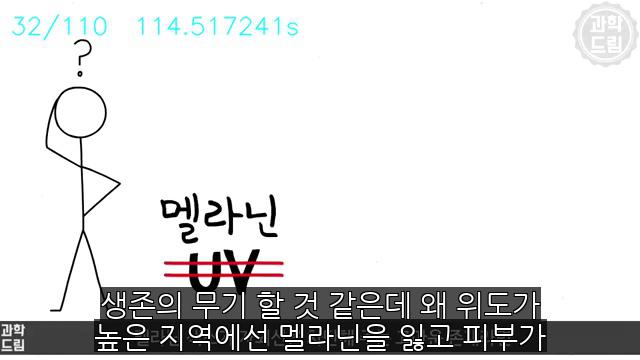 32/110 114.517241s
과학
드림
?
멜라닌
UV
생존의 무기 할 것 같은데 왜 위도가
높은 지역에선 멜라닌을 잃고 피부가
과학
드림